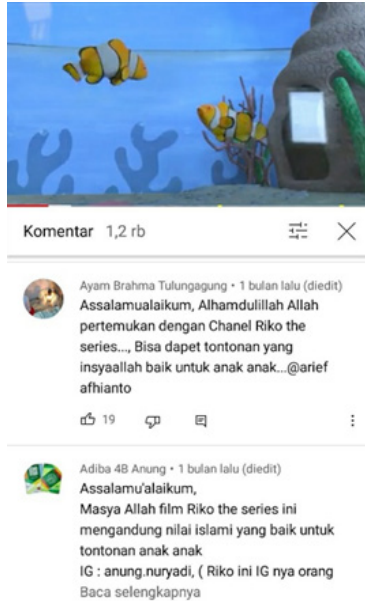 Komentar 1,2 rb
Ayam Brahma Tulungagung • 1 bulan lalu (diedit)
Assalamualaikum, Alhamdulillah Allah
pertemukan dengan Chanel Riko the
series..., Bisa dapet tontonan yang
insyaallah baik untuk anak anak...@arief
afhianto
19
Adiba 4B Anung • 1 bulan lalu (diedit)
Assalamu'alaikum,
Masya Allah film Riko the series ini
mengandung nilai islami yang baik untuk
tontonan anak anak
IG : anung.nuryadi, ( Riko ini IG nya orang
Baca selengkapnya